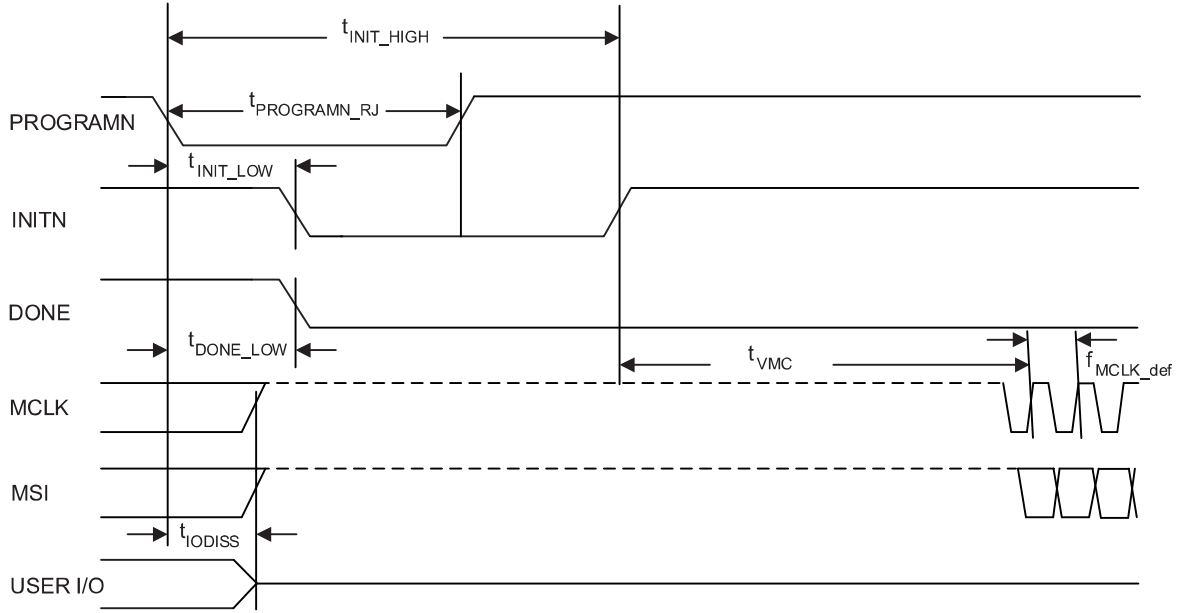 tINIT_HIGH
PROGRAMN
tPROGRAMN_RJ
tINIT_LOW
INITN
DONE
tDONE_LOW
tVMC
fMCLK_def
MCLK
MSI
tIODISS
USER I/O